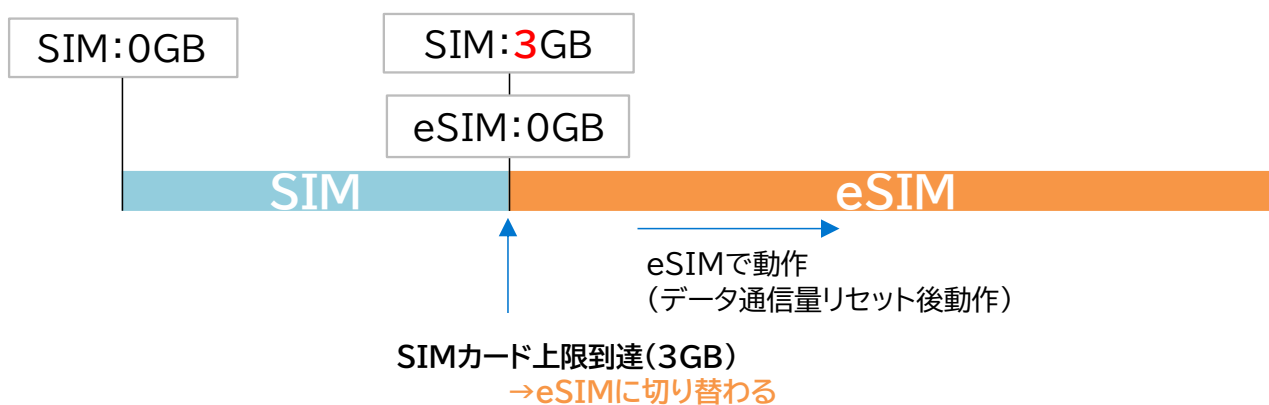 SIM:0GB
SIM:3GB
eSIM:0GB
SIM
eSIM
eSIMで動作
(データ通信量リセット後動作)
SIMカード上限到達(3GB)
→eSIMに切り替わる